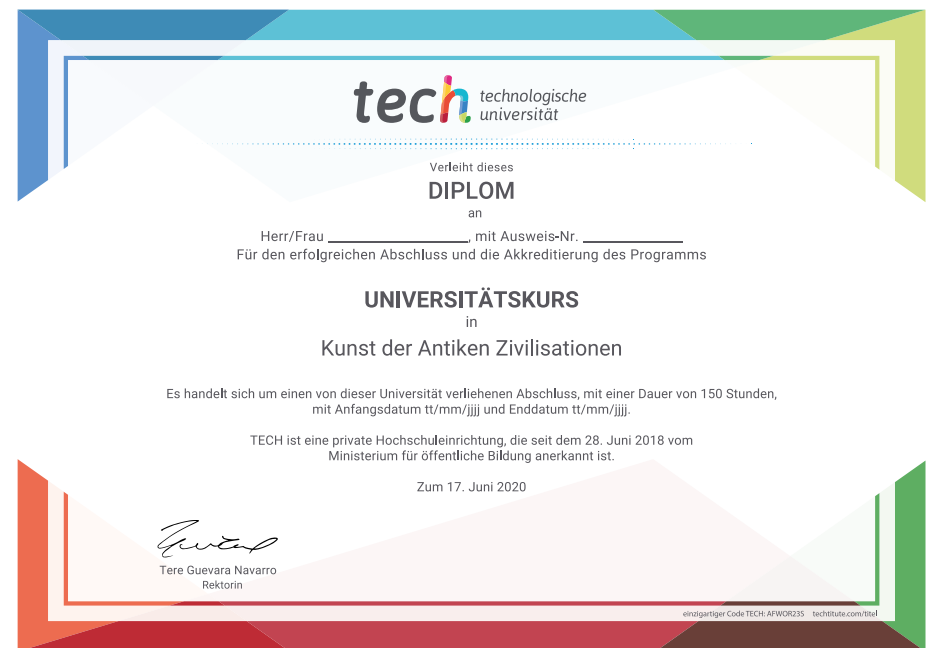 tech technologische
universität
Verleiht dieses
DIPLOM
an
Herr/Frau ____________________, mit Ausweis-Nr. ______________
Für den erfolgreichen Abschluss und die Akkreditierung des Programms
UNIVERSITÄTSKURS
in
Kunst der Antiken Zivilisationen
Es handelt sich um einen von dieser Universität verliehenen Abschluss, mit einer Dauer von 150 Stunden,
mit Anfangsdatum tt/mm/jjjj und Enddatum tt/mm/jjjj.
TECH ist eine private Hochschuleinrichtung, die seit dem 28. Juni 2018 vom
Ministerium für öffentliche Bildung anerkannt ist.
Zum 17. Juni 2020
Tere Guevara Navarro
Rektorin
einzigartiger Code TECH: AFWOR23S techtitute.com/titel